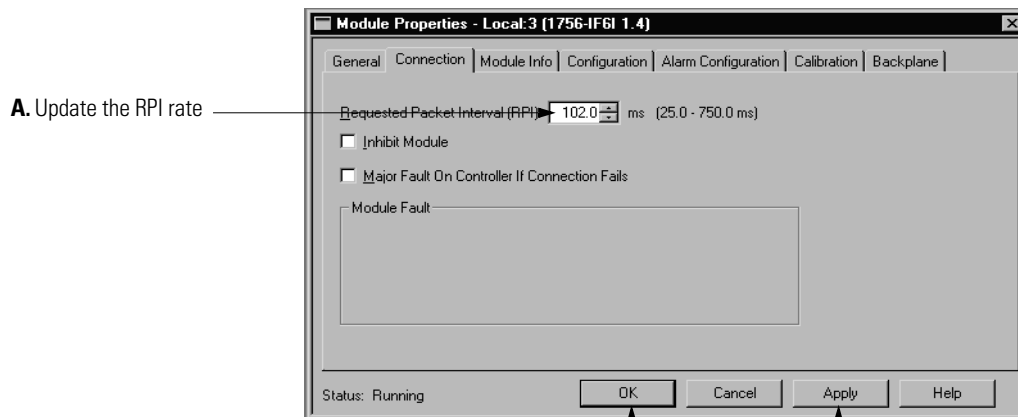 Module Properties - Local:3 (1756-IF6I 1.4)
General Connection Module Info Configuration Alarm Configuration Calibration Backplane
A. Update the RPI rate
Requested Packet Interval (RPI) 102.0 ms (25.0 - 750.0 ms)
Inhibit Module
Major Fault On Controller If Connection Fails
Module Fault
Status: Running
OK Cancel Apply Help